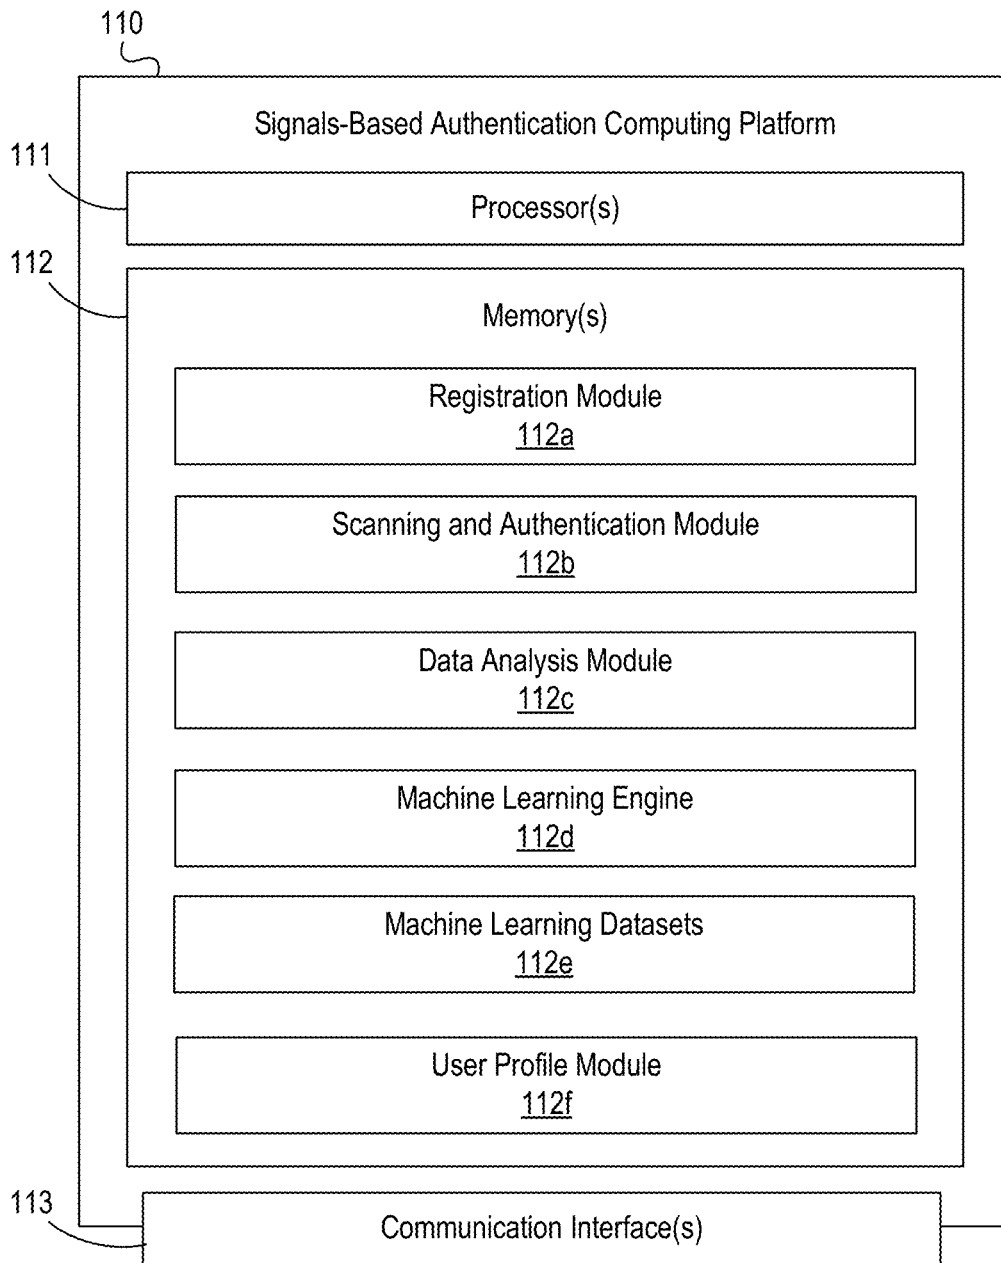 110
Signals-Based Authentication Computing Platform
111
Processor(s)
112
Memory(s)
Registration Module
112a
Scanning and Authentication Module
112b
Data Analysis Module
112c
Machine Learning Engine
112d
Machine Learning Datasets
112e
User Profile Module
112f
113
Communication Interface(s)